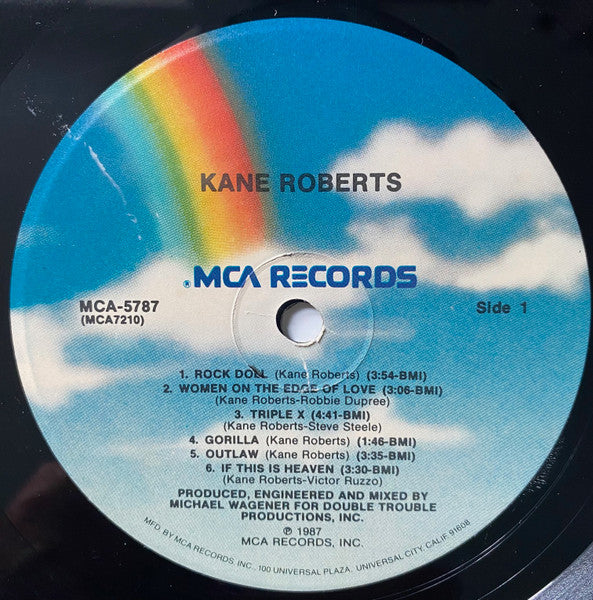 KANE ROBERTS
®MCA RECORDS
MCA-5787
(MCA7210)
Side 1
1. ROCK DOLL (Kane Roberts) (3:54-BMI)
2. WOMEN ON THE EDGE OF LOVE (3:06-BMI)
(Kane Roberts-Robbie Dupree)
3. TRIPLE X (4:41-BMI)
(Kane Roberts-Steve Steele)
4. GORILLA (Kane Roberts) (1:46-BMI)
5. OUTLAW (Kane Roberts) (3:35-BMI)
6. IF THIS IS HEAVEN (3:30-BMI)
(Kane Roberts-Victor Ruzzo)
PRODUCED, ENGINEERED AND MIXED BY
MICHAEL WAGENER FOR DOUBLE TROUBLE
PRODUCTIONS, INC.
℗ 1987
MCA RECORDS, INC.
MFD. BY MCA RECORDS, INC., 100 UNIVERSAL PLAZA, UNIVERSAL CITY, CALIF. 91608